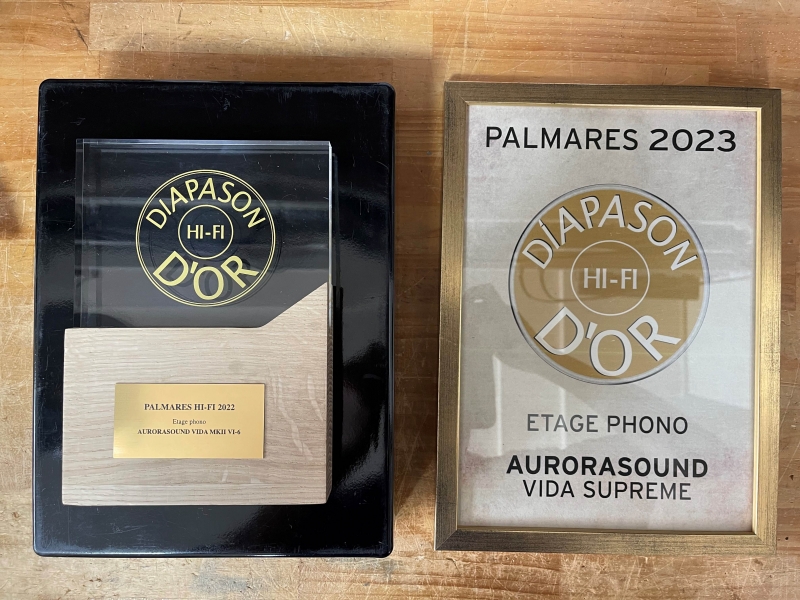 DIAPASON
HI-FI
D'OR
PALMARES HI-FI 2022
Etage phono
AURORASOUND VIDA MKII VI-6
PALMARES 2023
DIAPASON
HI-FI
D'OR
ETAGE PHONO
AURORASOUND
VIDA SUPREME